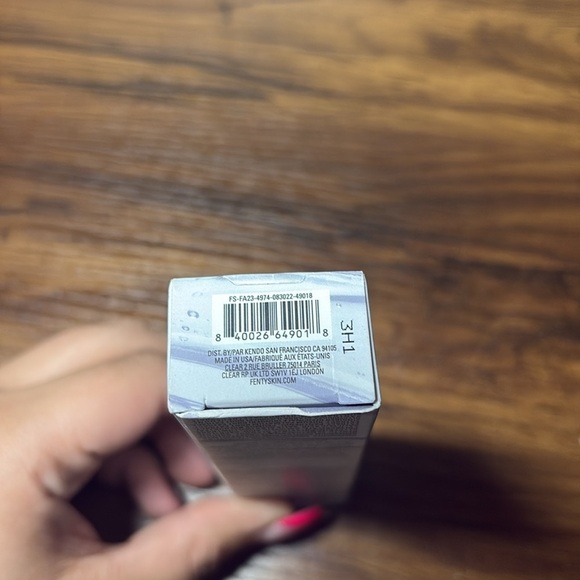 FS-FA23-4974-083022-49018
8 40026 64901 8
3H1
DIST. BY/PAR KENDO SAN FRANCISCO CA 94105
MADE IN USA/FABRIQUÉ AUX ÉTATS-UNIS
CLEAR 2 RUE BRULLER 75014 PARIS
CLEAR RP UK LTD SW1V 1EJ LONDON
FENTYSKIN.COM